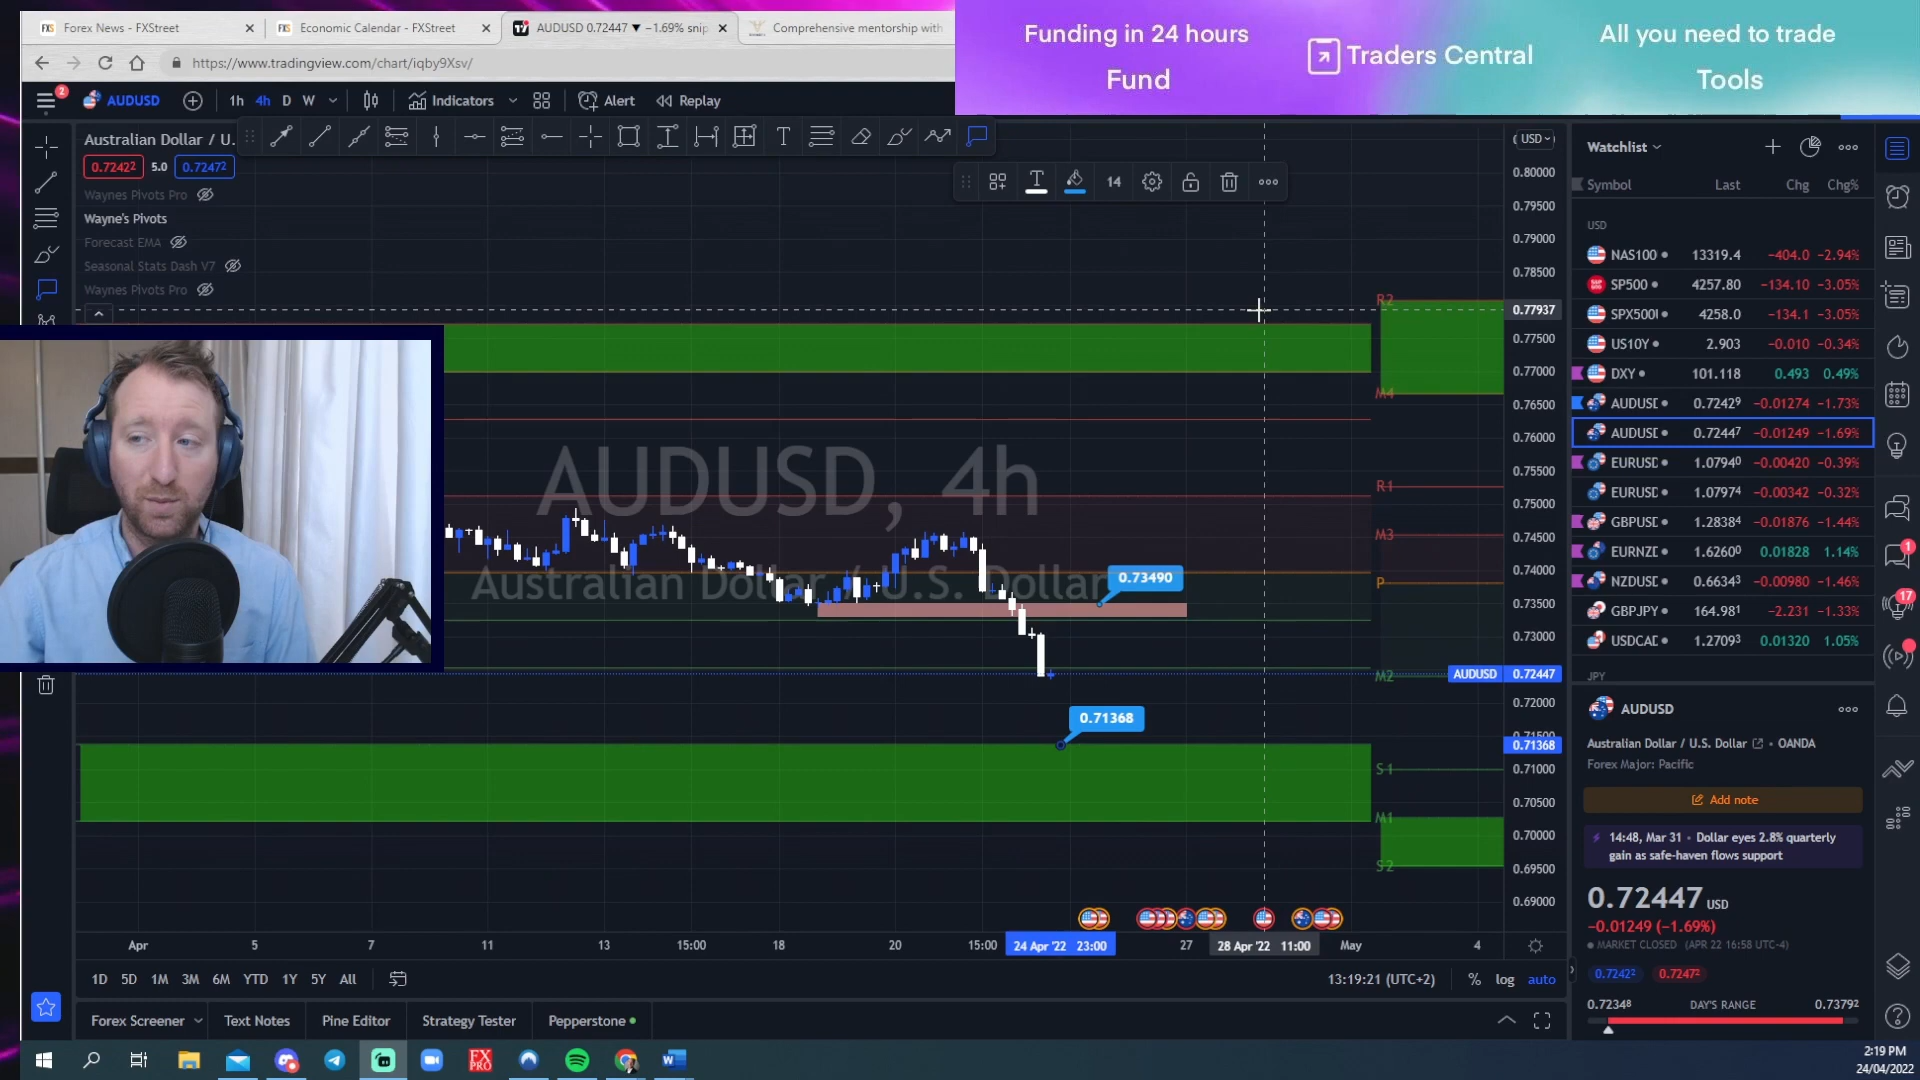 Forex News - FXStreet
Economic Calendar - FXStreet
AUDUSD 0.72447 ▼ −1.69% snip
Comprehensive mentorship with
Funding in 24 hours
Fund
Traders Central
All you need to trade
Tools
https://www.tradingview.com/chart/iqby9Xsv/
2
AUDUSD
1h 4h D W
Indicators
Alert
Replay
Australian Dollar / U.
0.72422 5.0 0.72472
Waynes Pivots Pro
Wayne's Pivots
Forecast EMA
Seasonal Stats Dash V7
Waynes Pivots Pro
14
USD
0.80000
0.79500
0.79000
0.78500
0.77937
0.77500
0.77000
0.76500
0.76000
0.75500
0.75000
0.74500
0.74000
0.73500
0.73000
AUDUSD 0.72447
0.72000
0.71500
0.71368
0.71000
0.70500
0.70000
0.69500
0.69000
R2
M4
R1
M3
P
M2
S1
M1
S2
AUDUSD, 4h
Australian Dollar / U.S. Dollar
0.73490
0.71368
Apr 5 7 11 13 15:00 18 20 15:00 24 Apr '22 23:00 27 28 Apr '22 11:00 May 4
1D 5D 1M 3M 6M YTD 1Y 5Y All
13:19:21 (UTC+2) % log auto
Forex Screener Text Notes Pine Editor Strategy Tester Pepperstone
Watchlist
Symbol Last Chg Chg%
USD
NAS100 13319.4 −404.0 −2.94%
SP500 4257.80 −134.10 −3.05%
SPX500U 4258.0 −134.1 −3.05%
US10Y 2.903 −0.010 −0.34%
DXY 101.118 0.493 0.49%
AUDUSD 0.72429 −0.01274 −1.73%
AUDUSD 0.72447 −0.01249 −1.69%
EURUSD 1.07940 −0.00420 −0.39%
EURUSD 1.07974 −0.00342 −0.32%
GBPUSD 1.28384 −0.01876 −1.44%
EURNZD 1.62600 0.01828 1.14%
NZDUSD 0.66343 −0.00980 −1.46%
GBPJPY 164.981 −2.231 −1.33%
USDCAD 1.27093 0.01320 1.05%
JPY
AUDUSD
Australian Dollar / U.S. Dollar • OANDA
Forex Major: Pacific
Add note
14:48, Mar 31 • Dollar eyes 2.8% quarterly
gain as safe-haven flows support
0.72447 USD
−0.01249 (−1.69%)
MARKET CLOSED (APR 22 16:58 UTC-4)
0.72422 0.72472
0.72348 DAY'S RANGE 0.73792
1
17
FX
PRO
2:19 PM
24/04/2022